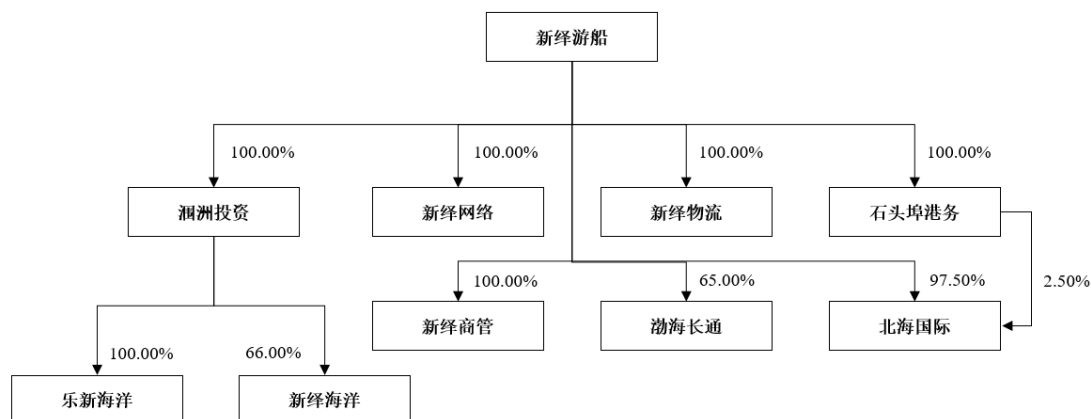 新绎游船
100.00%
100.00%
100.00%
100.00%
涠洲投资
新绎网络
新绎物流
石头埠港务
100.00%
65.00%
97.50%
2.50%
新绎商管
渤海长通
北海国际
100.00%
66.00%
乐新海洋
新绎海洋